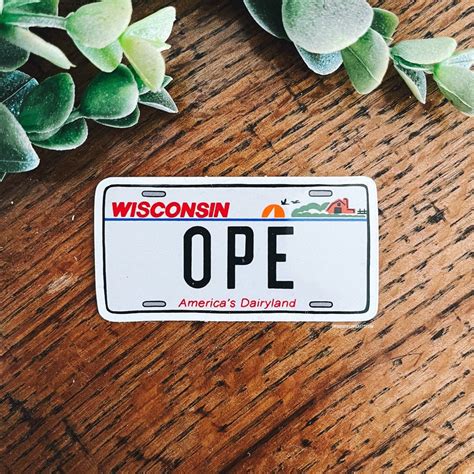 WISCONSIN
OPE
America's Dairyland